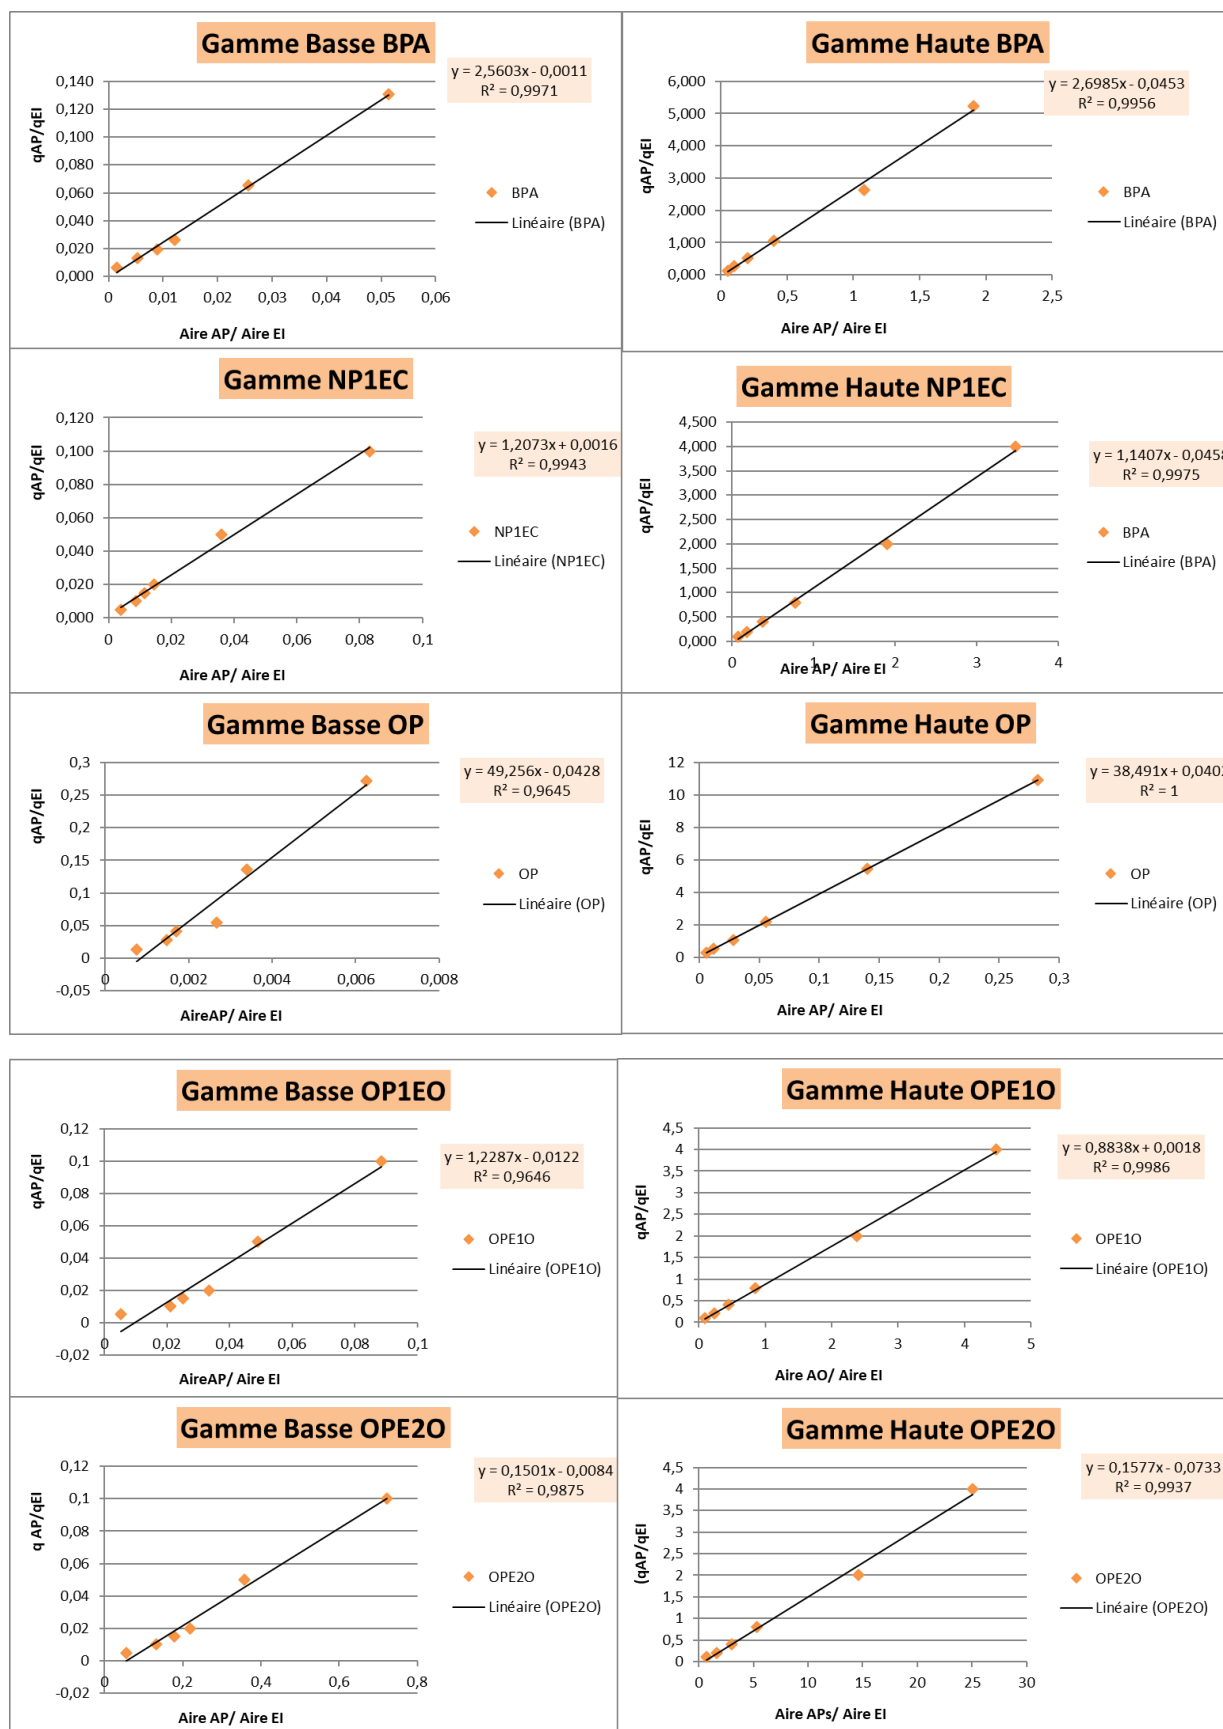 Gamme Basse BPA
y = 2,5603x - 0,0011
R² = 0,9971
qAP/qEI
0,140
0,120
0,100
0,080
0,060
0,040
0,020
0,000
0
0,01
0,02
0,03
0,04
0,05
0,06
Aire AP/ Aire EI
BPA
Linéaire (BPA)
Gamme Haute BPA
y = 2,6985x - 0,0453
R² = 0,9956
qAP/qEI
6,000
5,000
4,000
3,000
2,000
1,000
0,000
0
0,5
1
1,5
2
2,5
Aire AP/ Aire EI
BPA
Linéaire (BPA)
Gamme NP1EC
y = 1,2073x + 0,0016
R² = 0,9943
qAP/qEI
0,120
0,100
0,080
0,060
0,040
0,020
0,000
0
0,02
0,04
0,06
0,08
0,1
Aire AP/ Aire EI
NP1EC
Linéaire (NP1EC)
Gamme Haute NP1EC
y = 1,1407x - 0,0458
R² = 0,9975
qAP/qEI
4,500
4,000
3,500
3,000
2,500
2,000
1,500
1,000
0,500
0,000
0
1
2
3
4
Aire AP/ Aire EI
BPA
Linéaire (BPA)
Gamme Basse OP
y = 49,256x - 0,0428
R² = 0,9645
qAP/qEI
0,3
0,25
0,2
0,15
0,1
0,05
0
-0,05
0
0,002
0,004
0,006
0,008
AireAP/ Aire EI
OP
Linéaire (OP)
Gamme Haute OP
y = 38,491x + 0,040
R² = 1
qAP/qEI
12
10
8
6
4
2
0
0
0,05
0,1
0,15
0,2
0,25
0,3
Aire AP/ Aire EI
OP
Linéaire (OP)
Gamme Basse OP1EO
y = 1,2287x - 0,0122
R² = 0,9646
qAP/qEI
0,12
0,1
0,08
0,06
0,04
0,02
0
-0,02
0
0,02
0,04
0,06
0,08
0,1
AireAP/ Aire EI
OPE1O
Linéaire (OPE1O)
Gamme Haute OPE1O
y = 0,8838x + 0,0018
R² = 0,9986
qAP/qEI
4,5
4
3,5
3
2,5
2
1,5
1
0,5
0
0
1
2
3
4
5
Aire AO/ Aire EI
OPE1O
Linéaire (OPE1O)
Gamme Basse OPE2O
y = 0,1501x - 0,0084
R² = 0,9875
q AP/qEI
0,12
0,1
0,08
0,06
0,04
0,02
0
-0,02
0
0,2
0,4
0,6
0,8
Aire AP/ Aire EI
OPE2O
Linéaire (OPE2O)
Gamme Haute OPE2O
y = 0,1577x - 0,0733
R² = 0,9937
(qAP/qEI
4,5
4
3,5
3
2,5
2
1,5
1
0,5
0
0
5
10
15
20
25
30
Aire APs/ Aire EI
OPE2O
Linéaire (OPE2O)